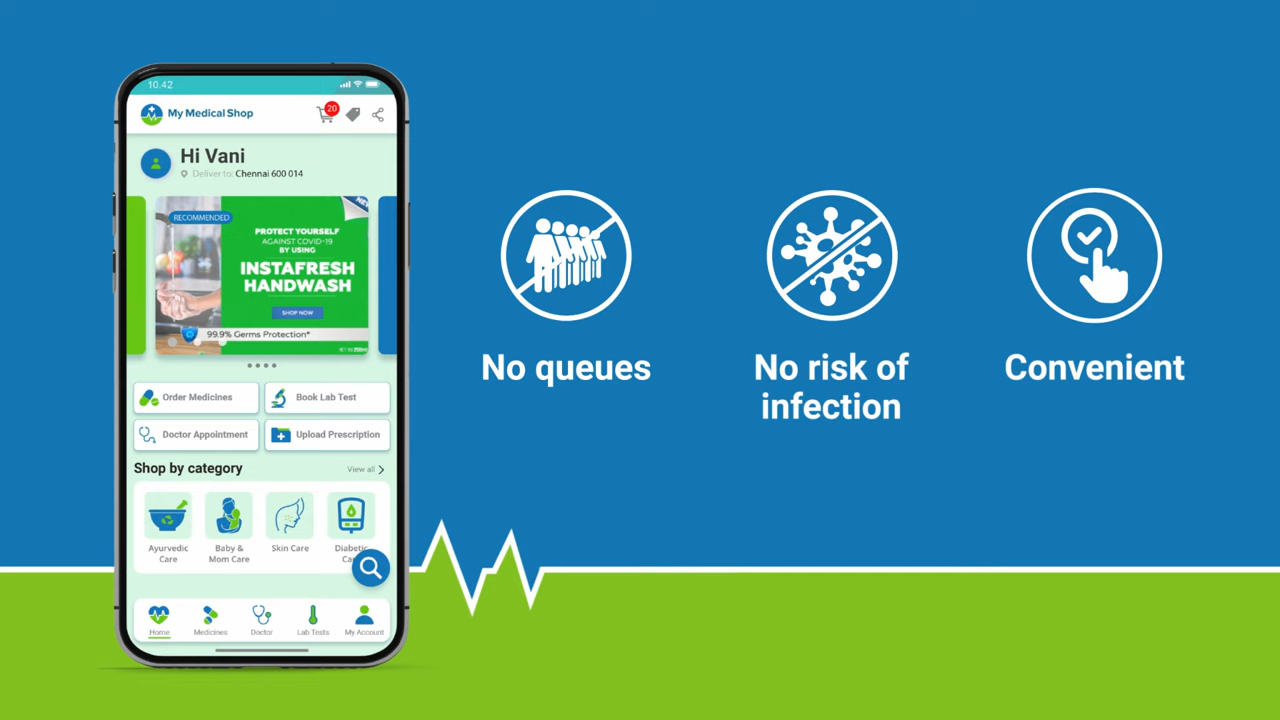 10.42
My Medical Shop
20
Hi Vani
Deliver to: Chennai 600 014
RECOMMENDED
NEW
PROTECT YOURSELF
AGAINST COVID-19
BY USING
INSTAFRESH
HANDWASH
SHOP NOW
99.9% Germs Protection*
Order Medicines
Book Lab Test
Doctor Appointment
Upload Prescription
Shop by category
View all
Ayurvedic
Care
Baby &
Mom Care
Skin Care
Diabetic
Home
Medicines
Doctor
Lab Tests
My Account
No queues
No risk of
infection
Convenient